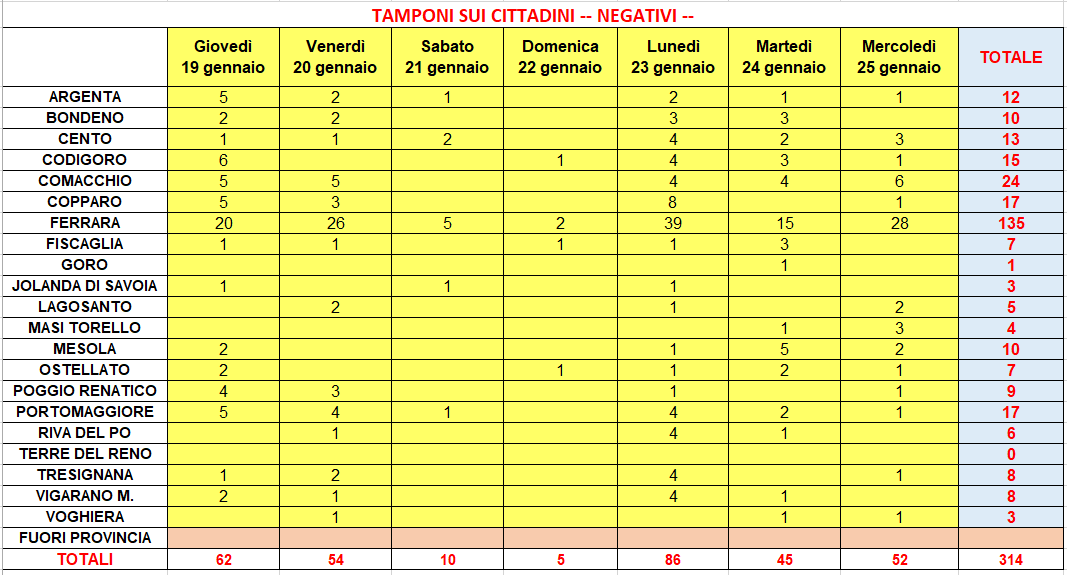 TAMPONI SUI CITTADINI -- NEGATIVI --
Giovedì 19 gennaio Venerdì 20 gennaio Sabato 21 gennaio Domenica 22 gennaio Lunedì 23 gennaio Martedì 24 gennaio Mercoledì 25 gennaio TOTALE
ARGENTA 5 2 1 2 1 1 12
BONDENO 2 2 3 3 10
CENTO 1 1 2 4 2 3 13
CODIGORO 6 1 4 3 1 15
COMACCHIO 5 5 4 4 6 24
COPPARO 5 3 8 1 17
FERRARA 20 26 5 2 39 15 28 135
FISCAGLIA 1 1 1 1 3 7
GORO 1 1
JOLANDA DI SAVOIA 1 1 1 3
LAGOSANTO 2 1 2 5
MASI TORELLO 1 3 4
MESOLA 2 1 5 2 10
OSTELLATO 2 1 1 2 1 7
POGGIO RENATICO 4 3 1 1 9
PORTOMAGGIORE 5 4 1 4 2 1 17
RIVA DEL PO 1 4 1 6
TERRE DEL RENO 0
TRESIGNANA 1 2 4 1 8
VIGARANO M. 2 1 4 1 8
VOGHIERA 1 1 1 3
FUORI PROVINCIA
TOTALI 62 54 10 5 86 45 52 314